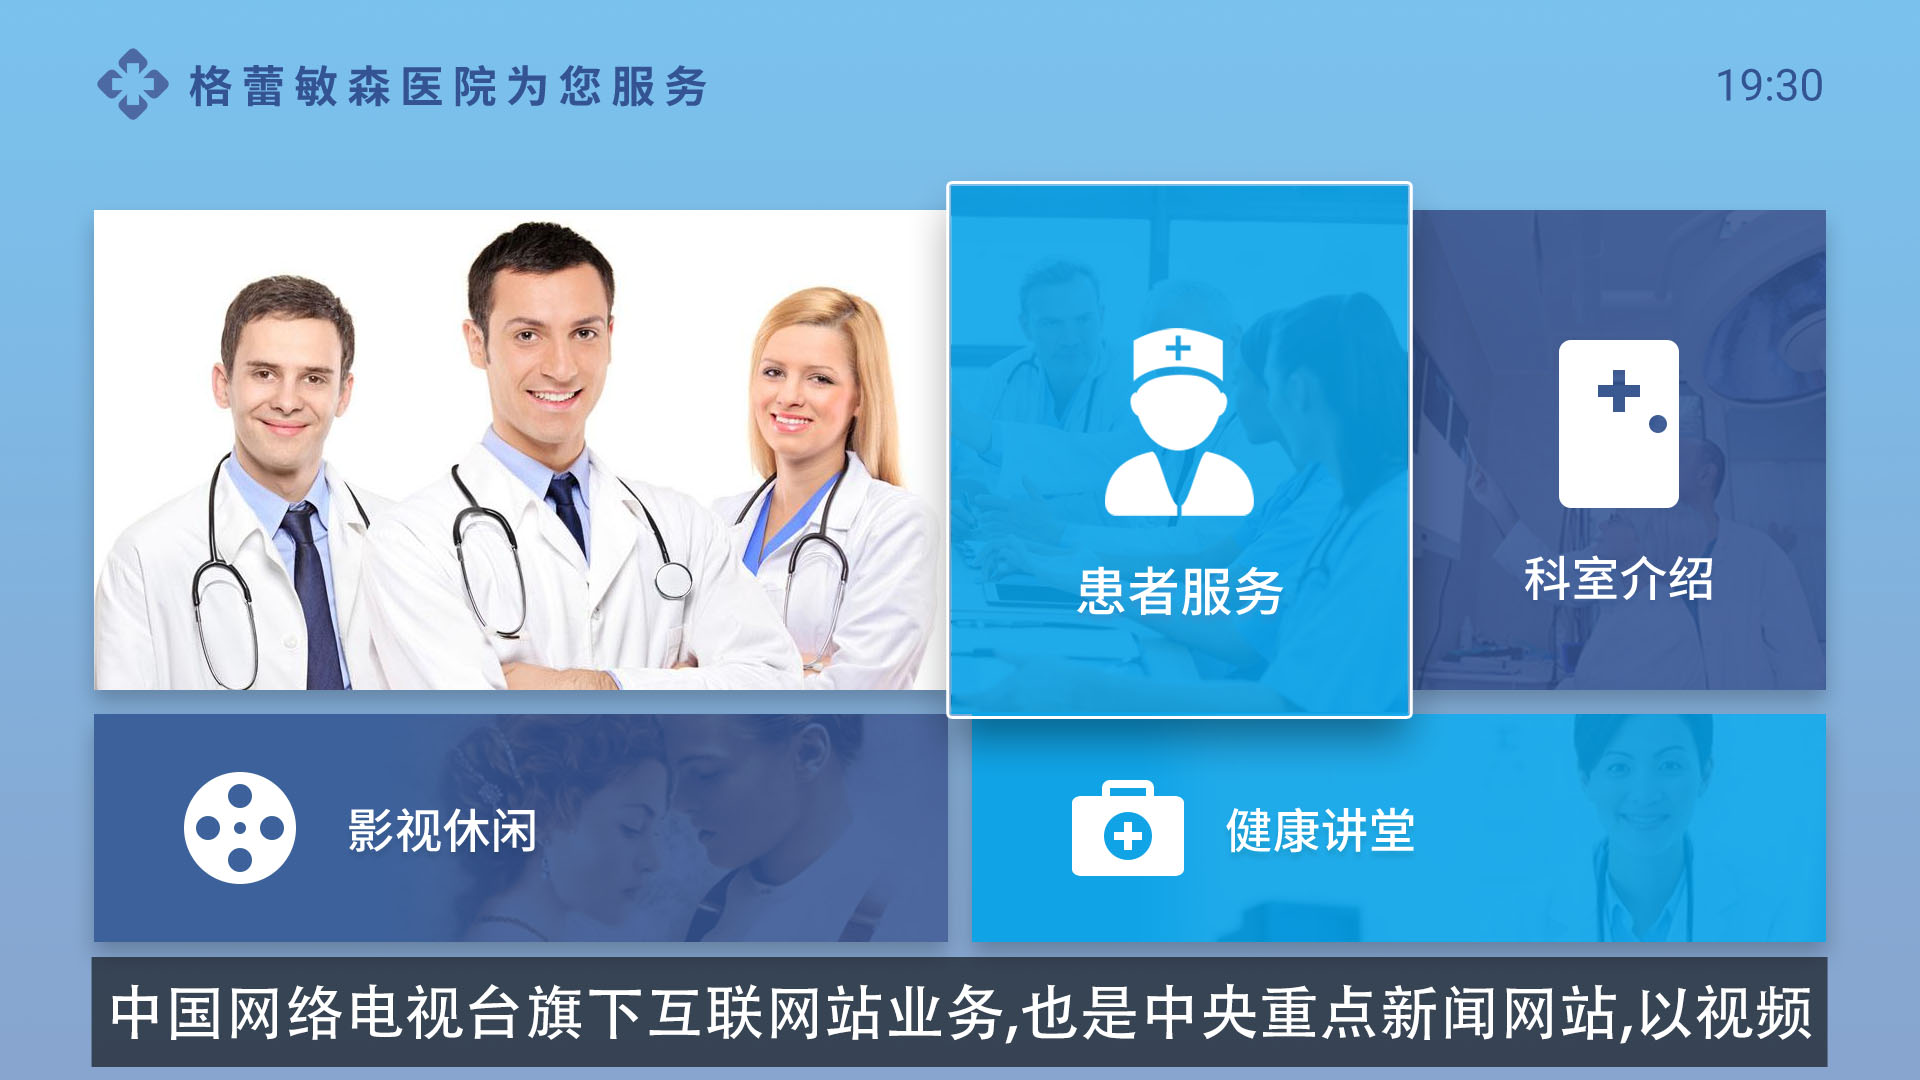 格蕾敏森医院为您服务
19:30
患者服务
科室介绍
影视休闲
健康讲堂
中国网络电视台旗下互联网站业务,也是中央重点新闻网站,以视频